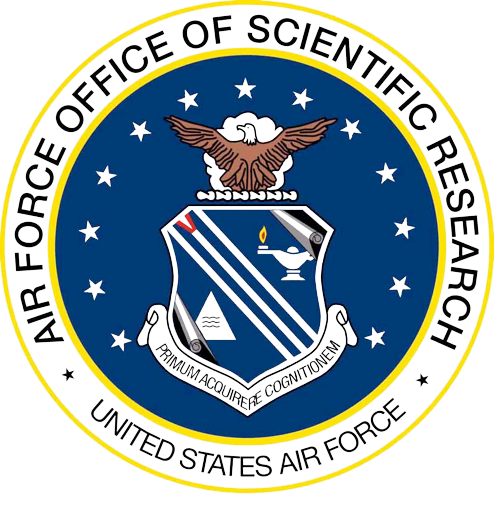 AIR FORCE OFFICE OF SCIENTIFIC RESEARCH
PRIMUM ACQUIRERE COGNITIONEM
UNITED STATES AIR FORCE